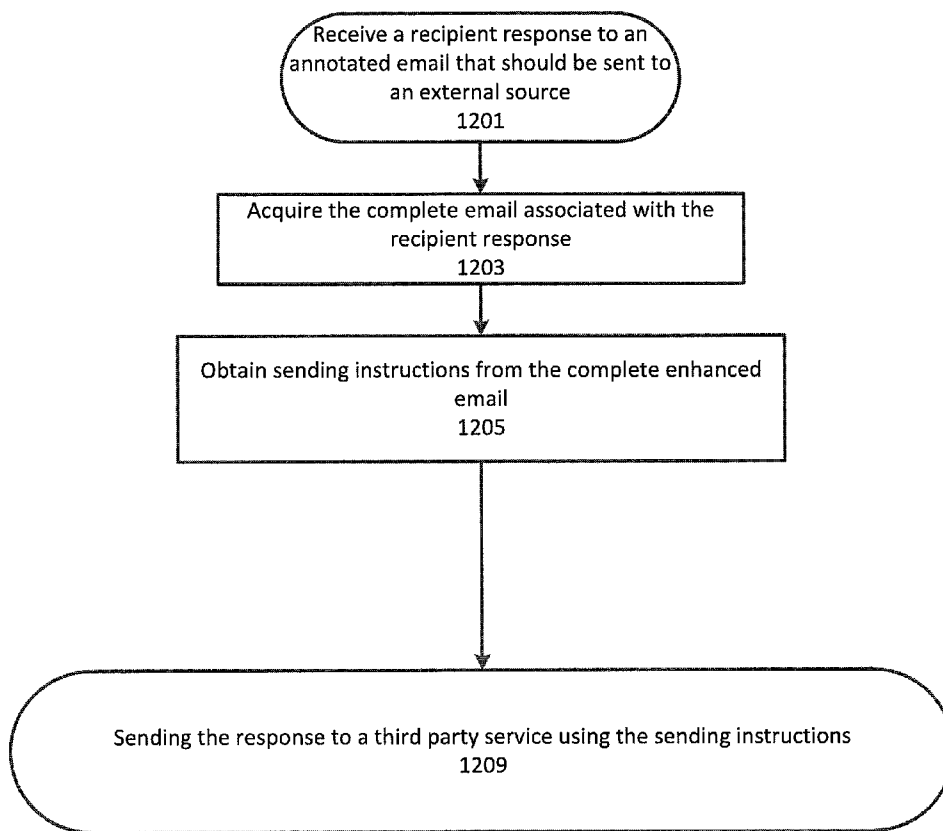 Receive a recipient response to an
annotated email that should be sent to
an external source
1201
Acquire the complete email associated with the
recipient response
1203
Obtain sending instructions from the complete enhanced
email
1205
Sending the response to a third party service using the sending instructions
1209